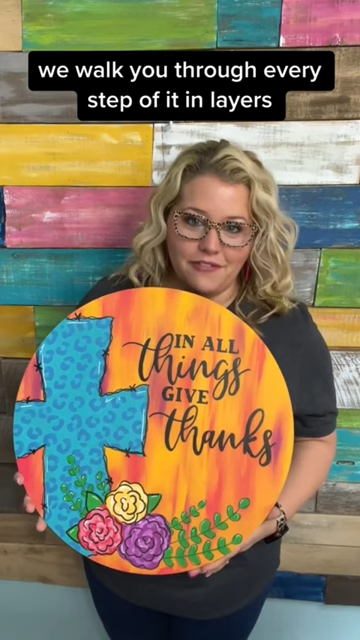 we walk you through every
step of it in layers
IN ALL
things
GIVE
thanks